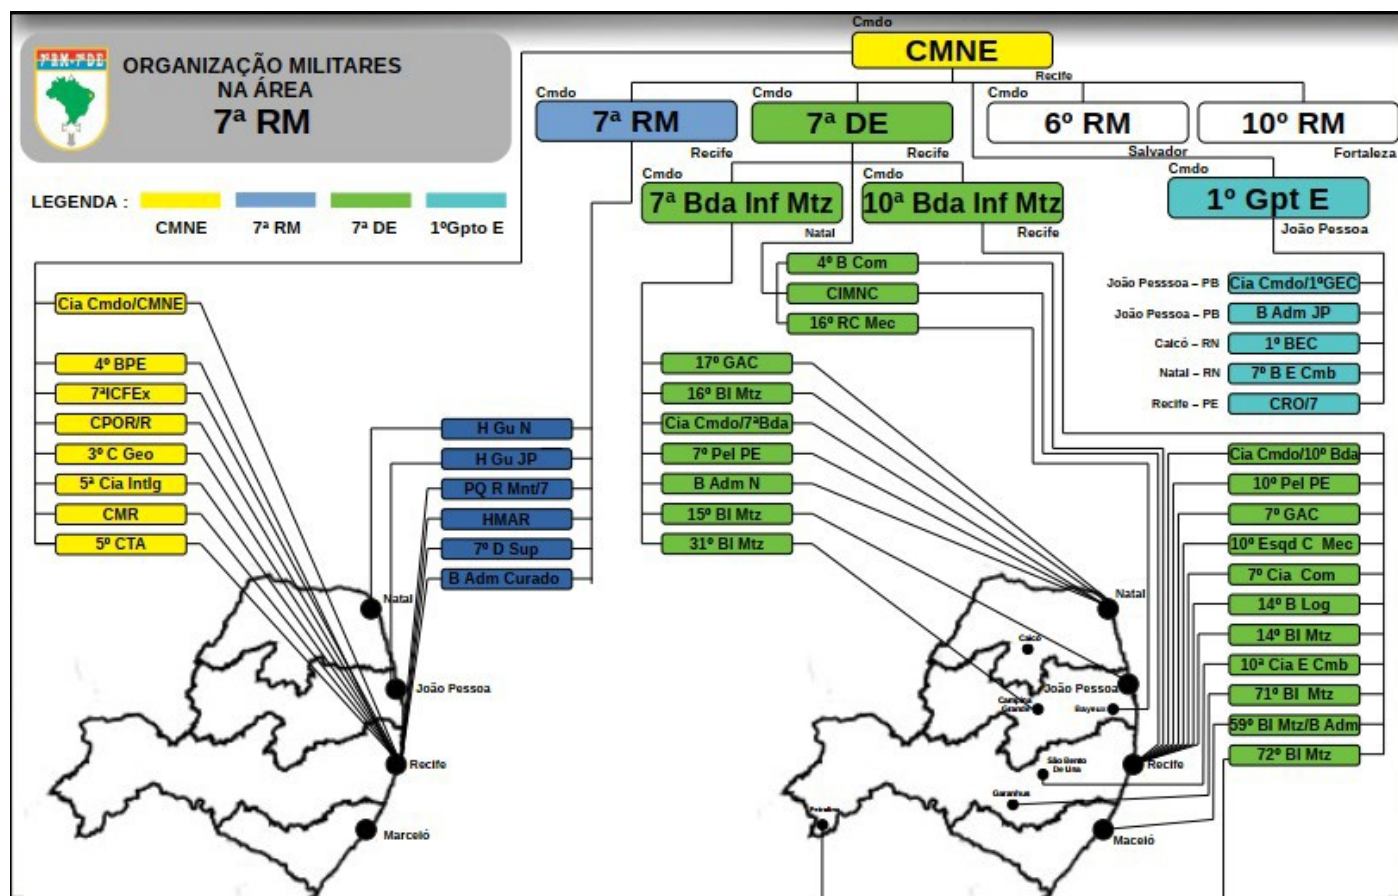 7ªRM-7ªDE
ORGANIZAÇÃO MILITARES
NA ÁREA
7ª RM
LEGENDA :
CMNE
7ª RM
7ª DE
1ºGpto E
Cmdo
CMNE
Recife
Cmdo
7ª RM
Recife
Cmdo
7ª DE
Recife
Cmdo
6º RM
Salvador
10º RM
Fortaleza
Cmdo
7ª Bda Inf Mtz
Natal
Cmdo
10ª Bda Inf Mtz
Recife
Cmdo
1º Gpt E
João Pessoa
Cia Cmdo/CMNE
4º BPE
7ªICFEx
CPOR/R
3º C Geo
5ª Cia Intlg
CMR
5º CTA
H Gu N
H Gu JP
PQ R Mnt/7
HMAR
7º D Sup
B Adm Curado
4º B Com
CIMNC
16º RC Mec
17º GAC
16º BI Mtz
Cia Cmdo/7ªBda
7º Pel PE
B Adm N
15º BI Mtz
31º BI Mtz
João Pesssoa – PB
Cia Cmdo/1ºGEC
João Pessoa – PB
B Adm JP
Caicó – RN
1º BEC
Natal – RN
7º B E Cmb
Recife – PE
CRO/7
Cia Cmdo/10º Bda
10º Pel PE
7º GAC
10º Esqd C Mec
7º Cia Com
14º B Log
14º BI Mtz
10ª Cia E Cmb
71º BI Mtz
59º BI Mtz/B Adm
72º BI Mtz
Natal
João Pessoa
Recife
Marceió
Natal
Caicó
João Pessoa
Campina
Grande
Bayeux
São Bento
De Una
Recife
Garanhus
Petrolina
Maceió